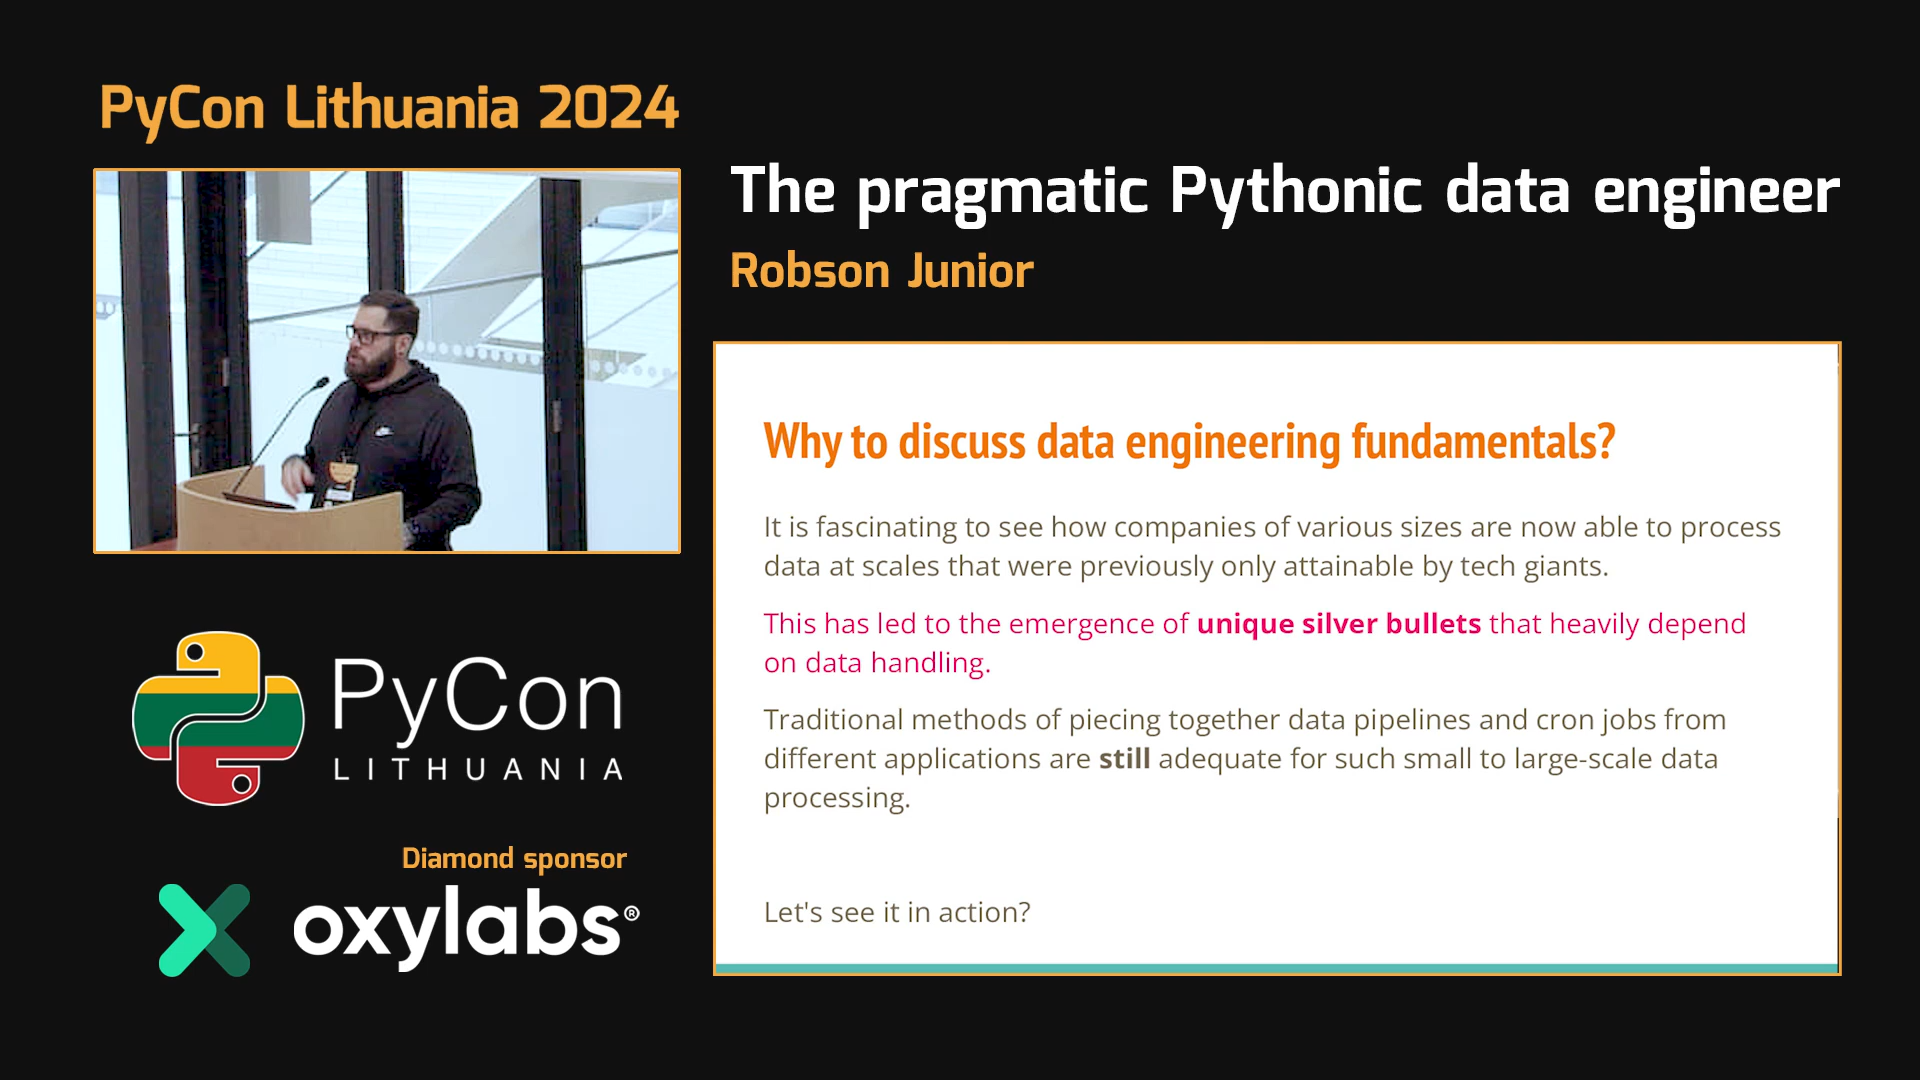 PyCon Lithuania 2024
The pragmatic Pythonic data engineer
Robson Junior
Why to discuss data engineering fundamentals?
It is fascinating to see how companies of various sizes are now able to process
data at scales that were previously only attainable by tech giants.
This has led to the emergence of unique silver bullets that heavily depend
on data handling.
Traditional methods of piecing together data pipelines and cron jobs from
different applications are still adequate for such small to large-scale data
processing.
Let's see it in action?
PyCon
LITHUANIA
Diamond sponsor
oxylabs®